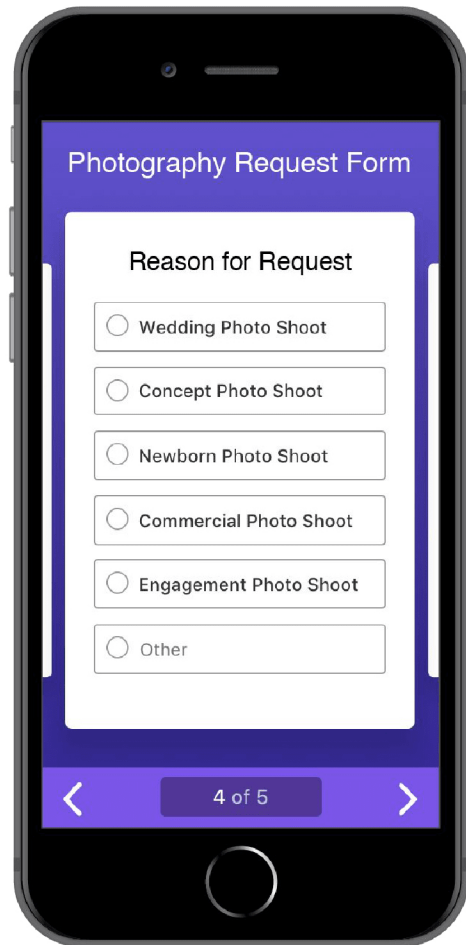 Photography Request Form
Reason for Request
Wedding Photo Shoot
Concept Photo Shoot
Newborn Photo Shoot
Commercial Photo Shoot
Engagement Photo Shoot
Other
4 of 5